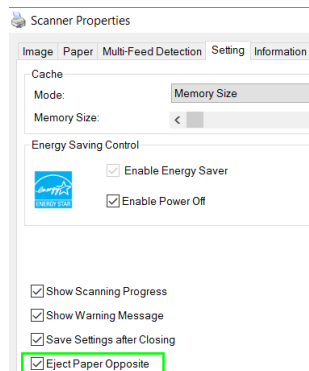 Scanner Properties
Image Paper Multi-Feed Detection Setting Information
Cache
Mode: Memory Size
Memory Size:
Energy Saving Control
Enable Energy Saver
energy
ENERGY STAR
Enable Power Off
Show Scanning Progress
Show Warning Message
Save Settings after Closing
Eject Paper Opposite